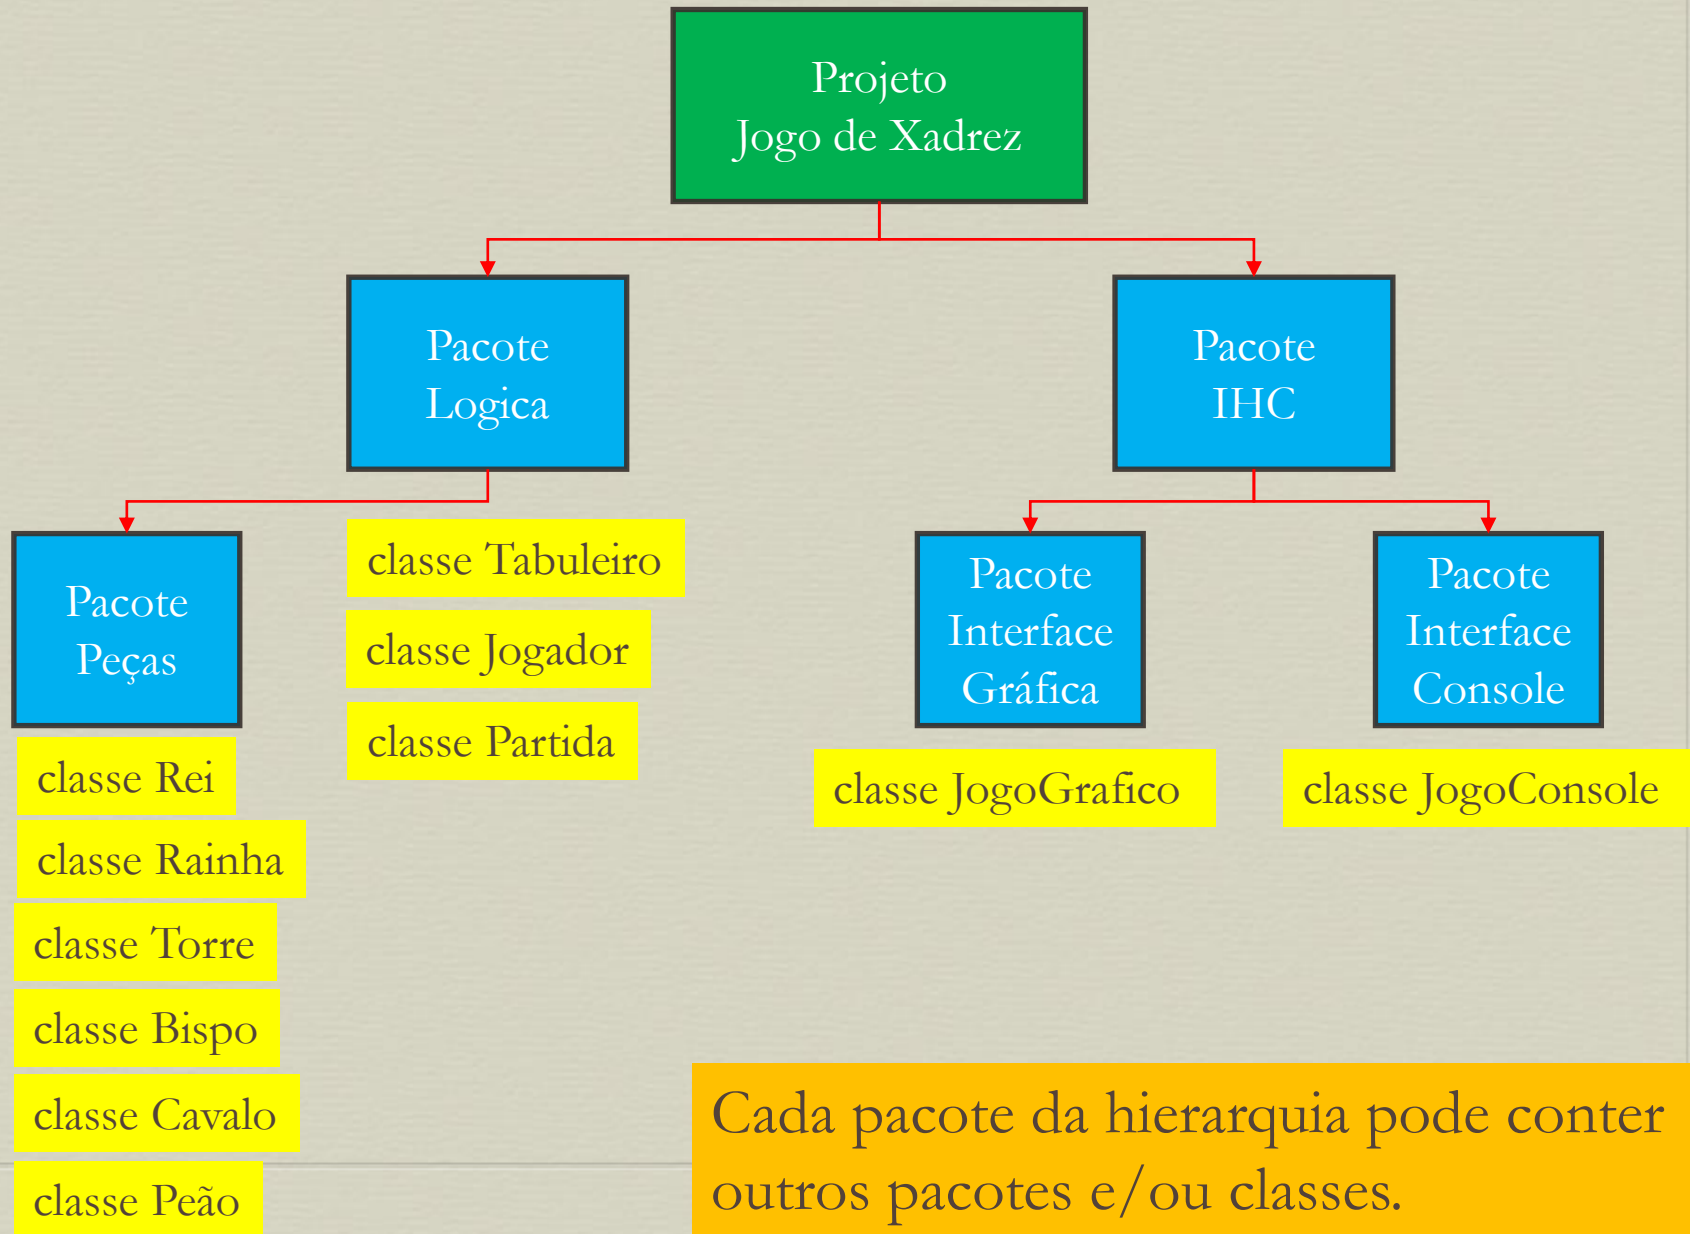 Projeto
Jogo de Xadrez
Pacote
Logica
Pacote
IHC
Pacote
Peças
classe Tabuleiro
classe Jogador
classe Partida
Pacote
Interface
Gráfica
Pacote
Interface
Console
classe Rei
classe Rainha
classe Torre
classe Bispo
classe Cavalo
classe Peão
classe JogoGrafico
classe JogoConsole
Cada pacote da hierarquia pode conter
outros pacotes e/ou classes.